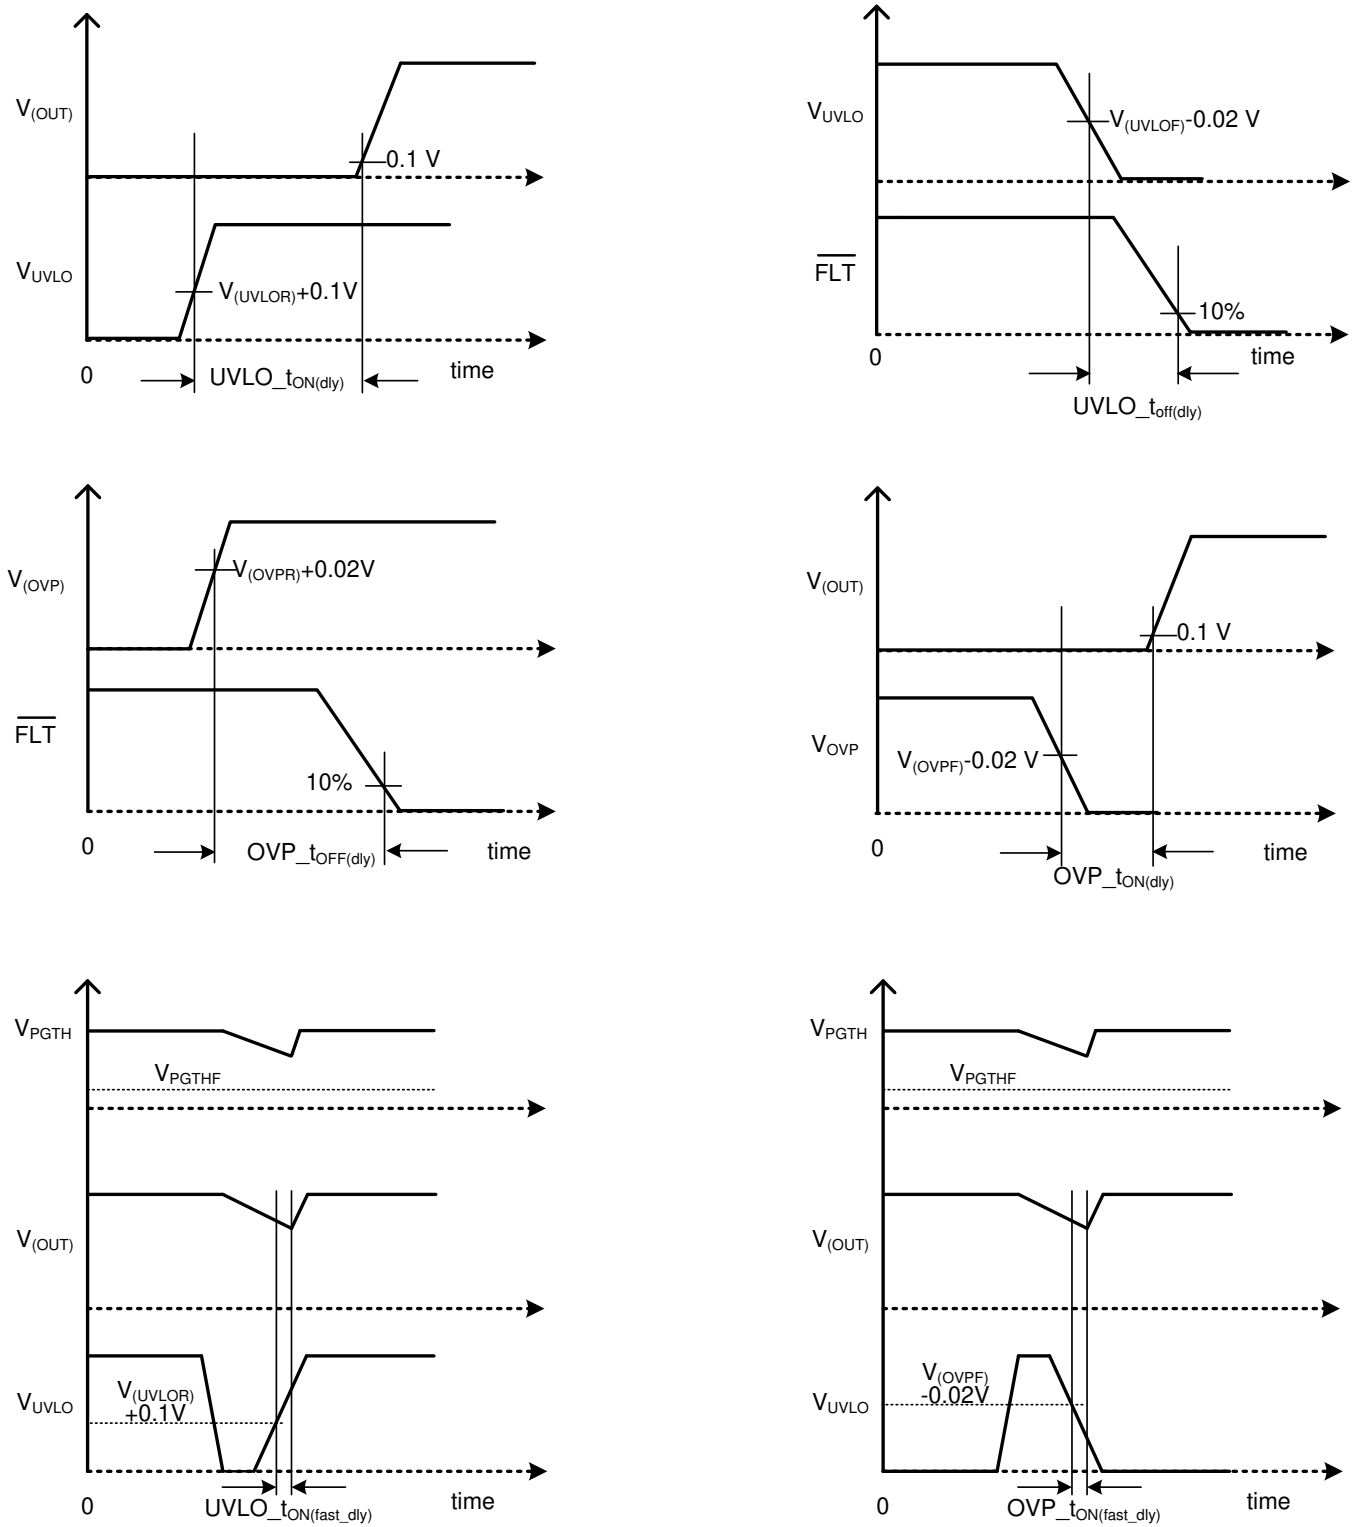 V(OUT)
0.1 V
VUVLO
V(UVLOR)+0.1V
0
UVLO_tON(dly)
time
VUVLO
V(UVLOF)-0.02 V
FLT
10%
0
time
UVLO_toff(dly)
V(OVP)
V(OVPR)+0.02V
FLT
10%
0
OVP_tOFF(dly)
time
V(OUT)
0.1 V
VOVP
V(OVPF)-0.02 V
0
time
OVP_tON(dly)
VPGTH
VPGTHF
V(OUT)
VUVLO
V(UVLOR)
+0.1V
0
UVLO_tON(fast_dly)
time
VPGTH
VPGTHF
V(OUT)
VUVLO
V(OVPF)
-0.02V
0
OVP_tON(fast_dly)
time